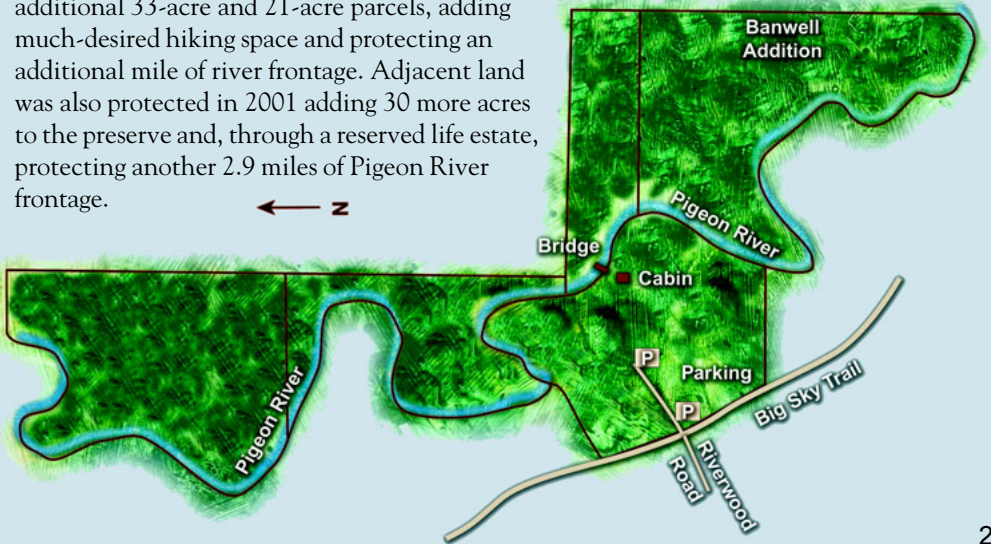 additional 33-acre and 21-acre parcels, adding
much-desired hiking space and protecting an
additional mile of river frontage. Adjacent land
was also protected in 2001 adding 30 more acres
to the preserve and, through a reserved life estate,
protecting another 2.9 miles of Pigeon River
frontage.
N
Banwell
Addition
Pigeon River
Bridge
Cabin
P
Parking
P
Big Sky Trail
Pigeon River
Riverwood
Road
2